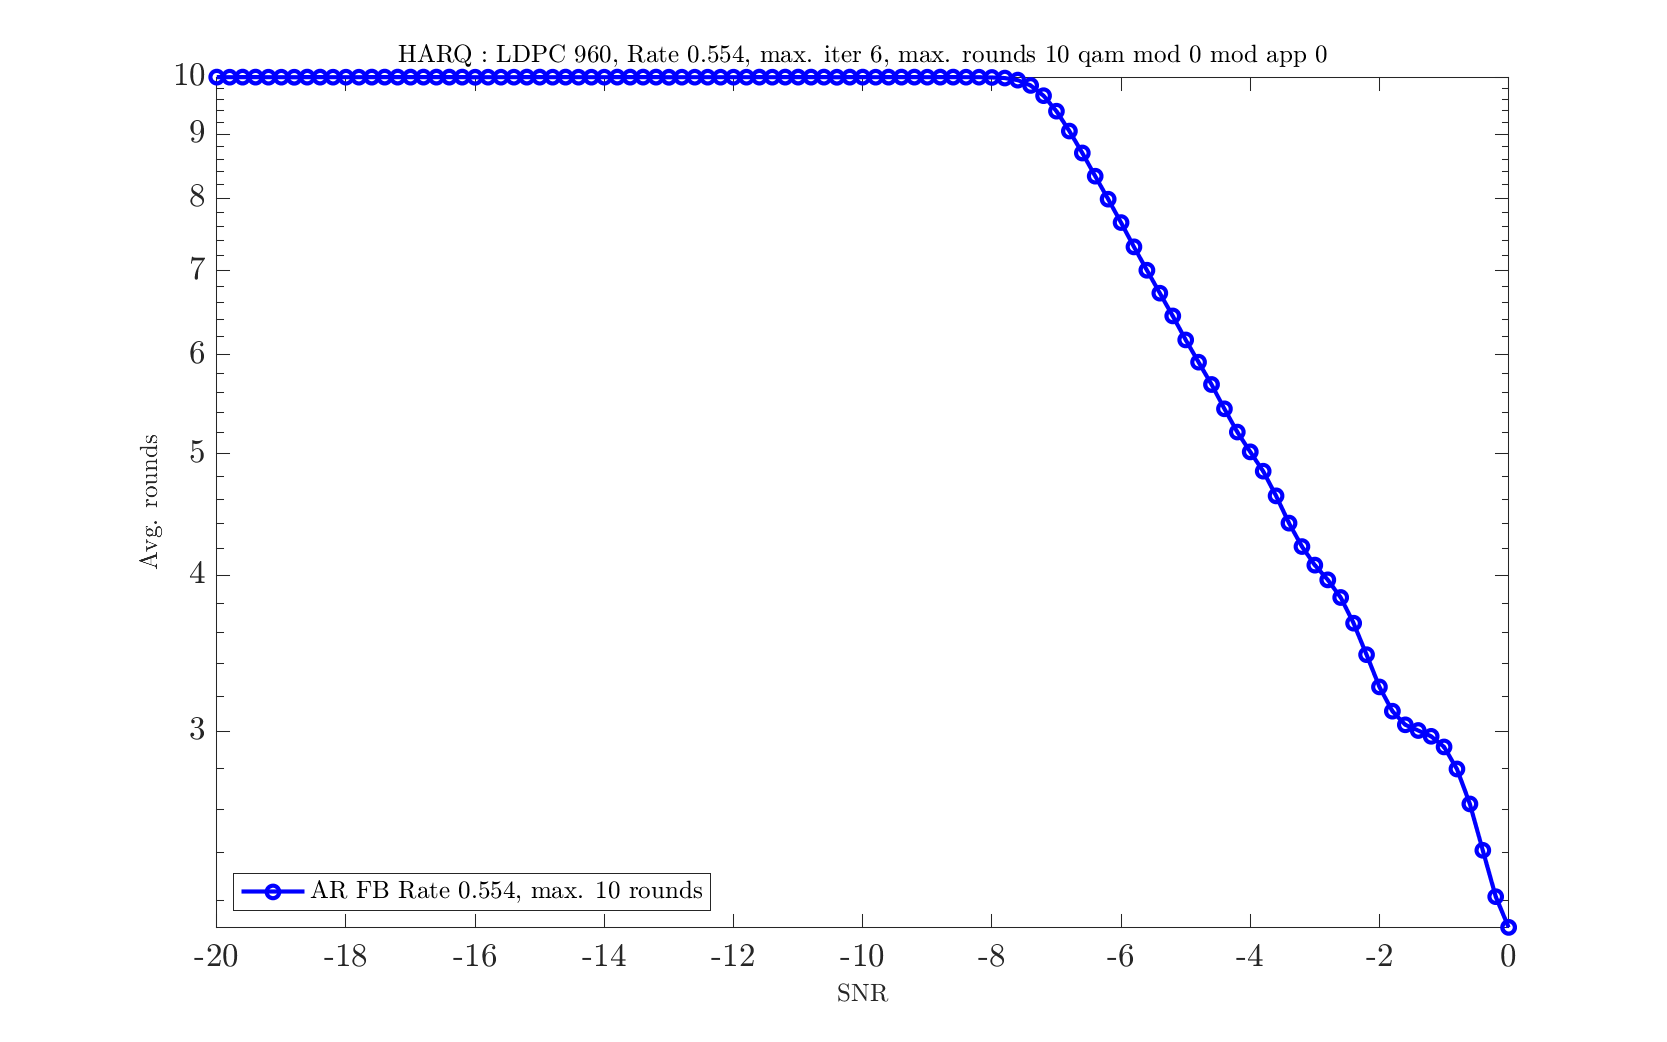 HARQ : LDPC 960, Rate 0.554, max. iter 6, max. rounds 10 qam mod 0 mod app 0
10
9
8
7
6
5
4
3
Avg. rounds
AR FB Rate 0.554, max. 10 rounds
-20 -18 -16 -14 -12 -10 -8 -6 -4 -2 0
SNR